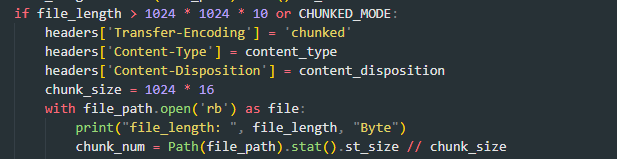 if file_length > 1024 * 1024 * 10 or CHUNKED_MODE:
    headers['Transfer-Encoding'] = 'chunked'
    headers['Content-Type'] = content_type
    headers['Content-Disposition'] = content_disposition
    chunk_size = 1024 * 16
    with file_path.open('rb') as file:
        print("file_length: ", file_length, "Byte")
        chunk_num = Path(file_path).stat().st_size // chunk_size